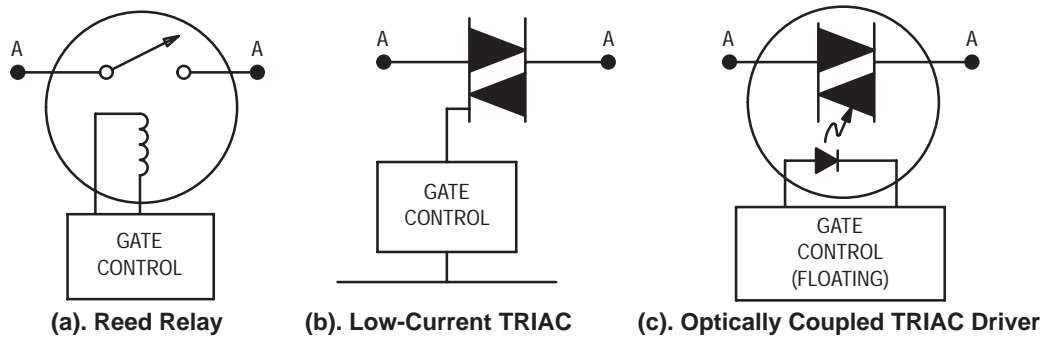 A A
GATE
CONTROL
(a). Reed Relay
A A
GATE
CONTROL
(b). Low-Current TRIAC
A A
GATE
CONTROL
(FLOATING)
(c). Optically Coupled TRIAC Driver